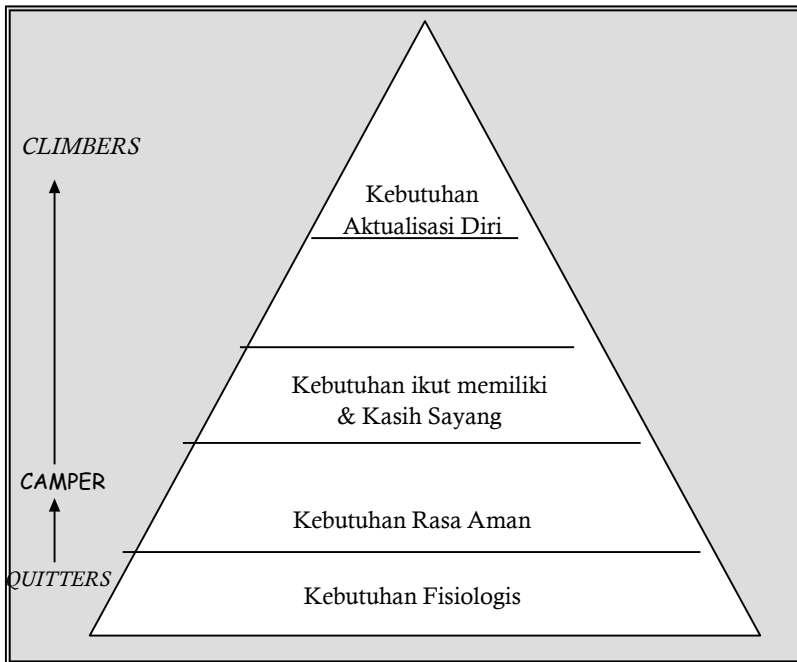 CLIMBERS
Kebutuhan
Aktualisasi Diri
Kebutuhan ikut memiliki
& Kasih Sayang
CAMPER
Kebutuhan Rasa Aman
QUITTERS
Kebutuhan Fisiologis